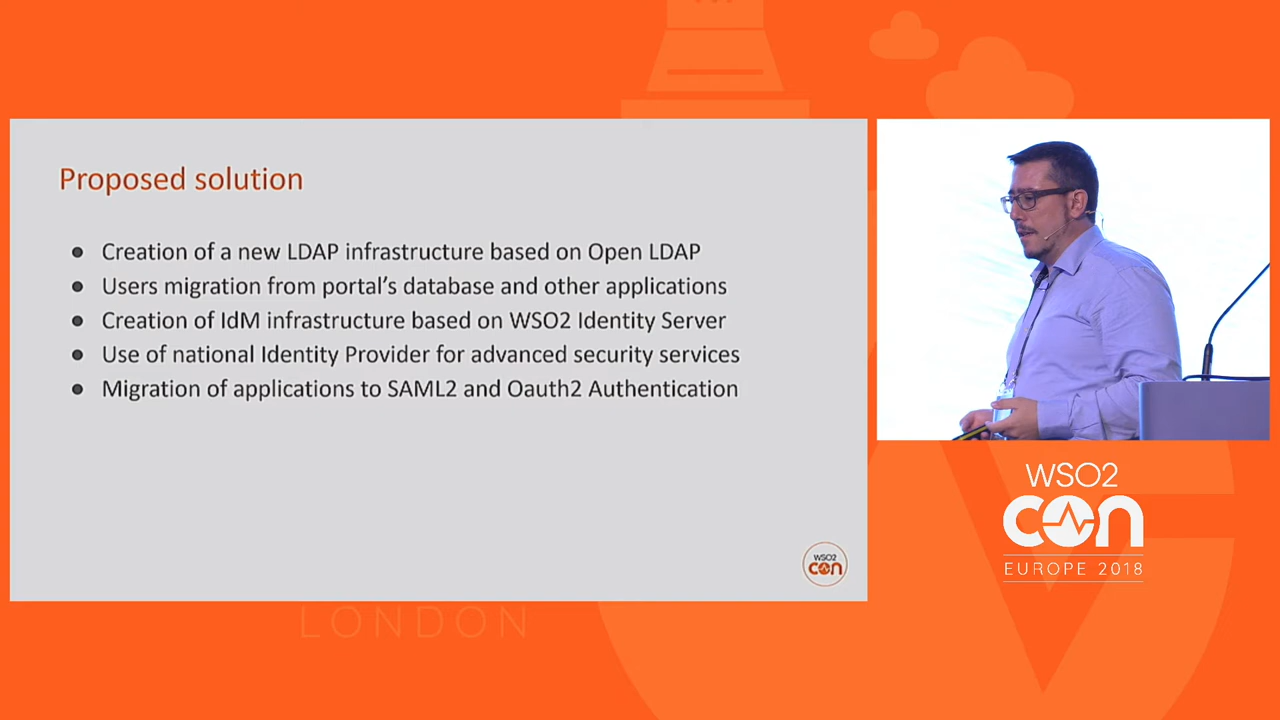 Proposed solution
● Creation of a new LDAP infrastructure based on Open LDAP
● Users migration from portal's database and other applications
● Creation of IdM infrastructure based on WSO2 Identity Server
● Use of national Identity Provider for advanced security services
● Migration of applications to SAML2 and Oauth2 Authentication
WSO2
con
WSO2
con
EUROPE 2018
LONDON